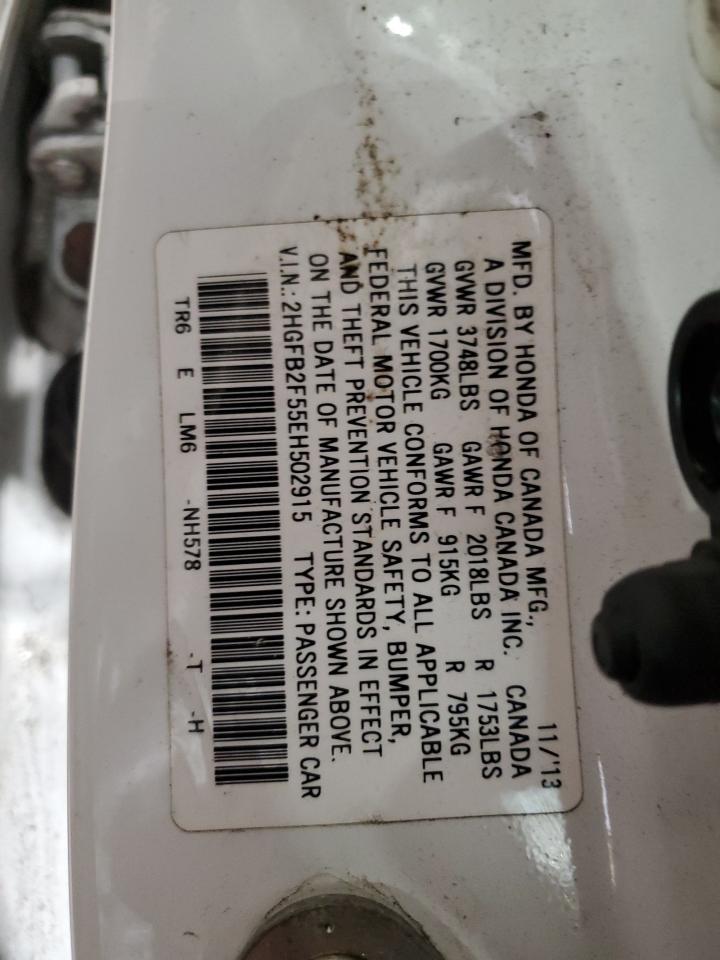 MFD. BY HONDA OF CANADA MFG., 11/'13
A DIVISION OF HONDA CANADA INC. CANADA
GVWR 3748LBS GAWR F 2018LBS R 1753LBS
GVWR 1700KG GAWR F 915KG R 795KG
THIS VEHICLE CONFORMS TO ALL APPLICABLE
FEDERAL MOTOR VEHICLE SAFETY, BUMPER,
AND THEFT PREVENTION STANDARDS IN EFFECT
ON THE DATE OF MANUFACTURE SHOWN ABOVE.
V.I.N.: 2HGFB2F55EH502915 TYPE: PASSENGER CAR
TR6 E LM6 -NH578 -T -H